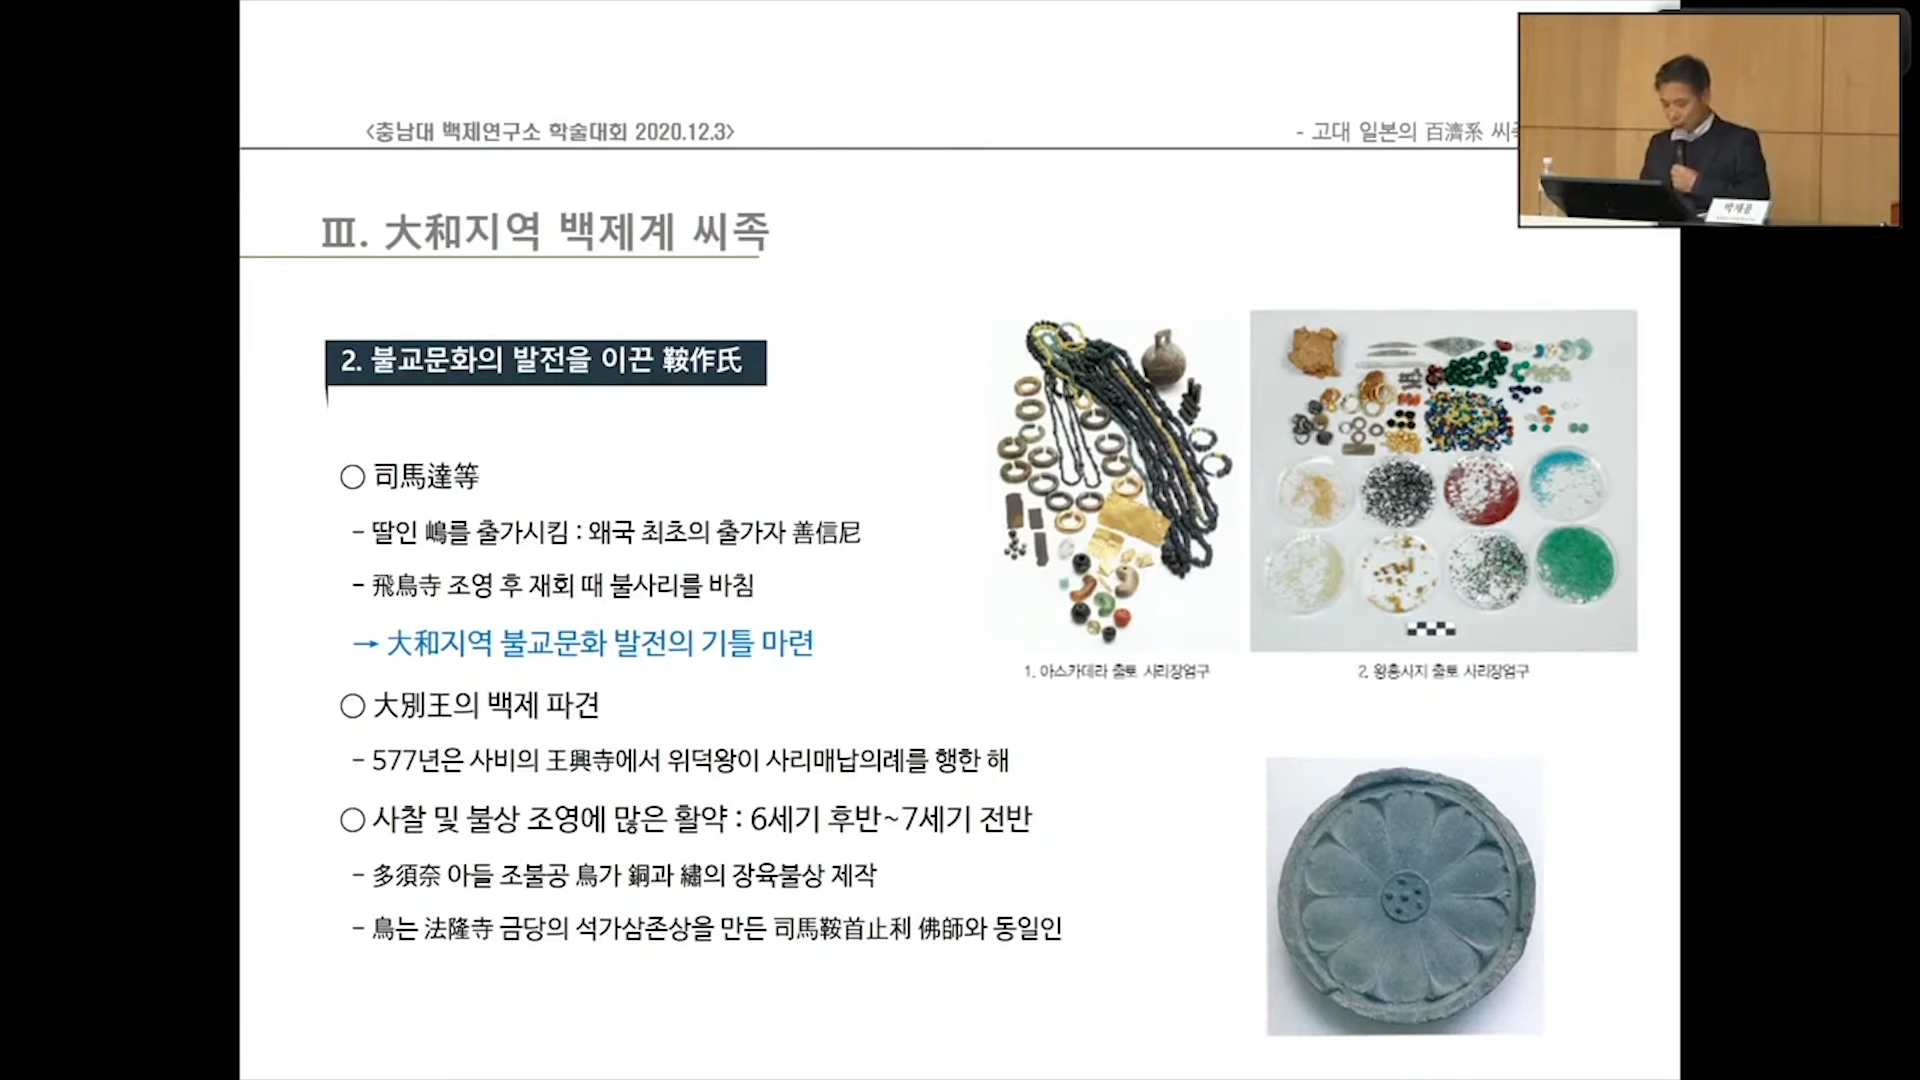 <충남대 백제연구소 학술대회 2020.12.3>
- 고대 일본의 百濟系 씨족
Ⅲ. 大和지역 백제계 씨족
2. 불교문화의 발전을 이끈 鞍作氏
○ 司馬達等
- 딸인 嶋를 출가시킴 : 왜국 최초의 출가자 善信尼
- 飛鳥寺 조영 후 재회 때 불사리를 바침
→ 大和지역 불교문화 발전의 기틀 마련
1. 아스카데라 출토 사리장엄구
2. 왕흥사지 출토 사리장엄구
○ 大別王의 백제 파견
- 577년은 사비의 王興寺에서 위덕왕이 사리매납의례를 행한 해
○ 사찰 및 불상 조영에 많은 활약 : 6세기 후반~7세기 전반
- 多須奈 아들 조불공 鳥가 銅과 繡의 장육불상 제작
- 鳥는 法隆寺 금당의 석가삼존상을 만든 司馬鞍首止利 佛師와 동일인